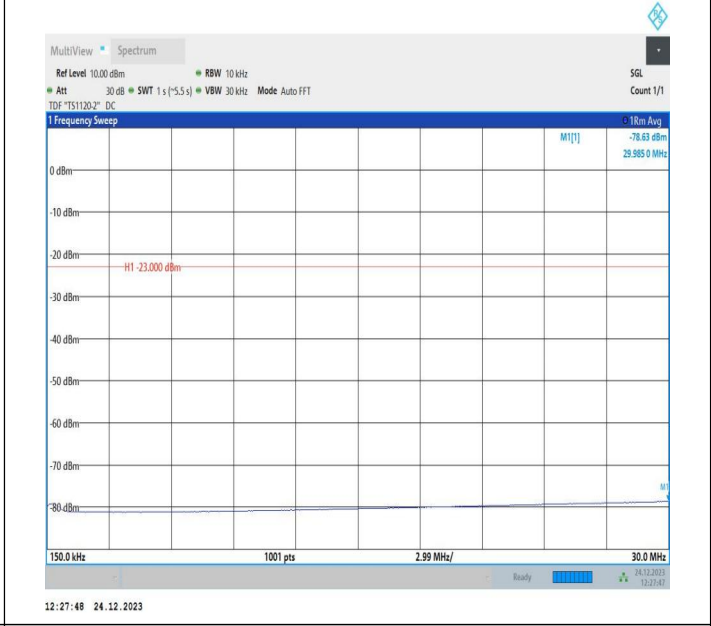 R&S
MultiView Spectrum
Ref Level 10.00 dBm RBW 10 kHz SGL
Att 30 dB SWT 1 s (~5.5 s) VBW 30 kHz Mode Auto FFT Count 1/1
TDF "TS1120-2" DC
1 Frequency Sweep 1Rm Avg
M1[1] -78.63 dBm
29.985 0 MHz
0 dBm
-10 dBm
-20 dBm
H1 -23.000 dBm
-30 dBm
-40 dBm
-50 dBm
-60 dBm
-70 dBm
M1
-80 dBm
150.0 kHz 1001 pts 2.99 MHz/ 30.0 MHz
Ready 24.12.2023
12:27:47
12:27:48 24.12.2023